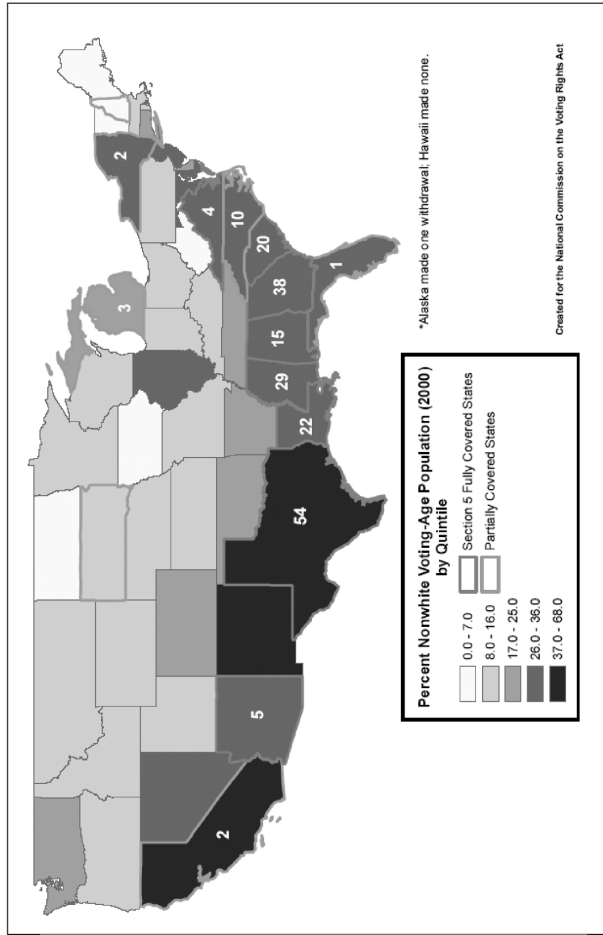 2
5
54
22
29
15
38
20
10
4
1
3
2
*Alaska made one withdrawal; Hawaii made none.
Percent Nonwhite Voting-Age Population (2000)
by Quintile
0.0 - 7.0
8.0 - 16.0
17.0 - 25.0
26.0 - 36.0
37.0 - 68.0
Section 5 Fully Covered States
Partially Covered States
Created for the National Commission on the Voting Rights Act